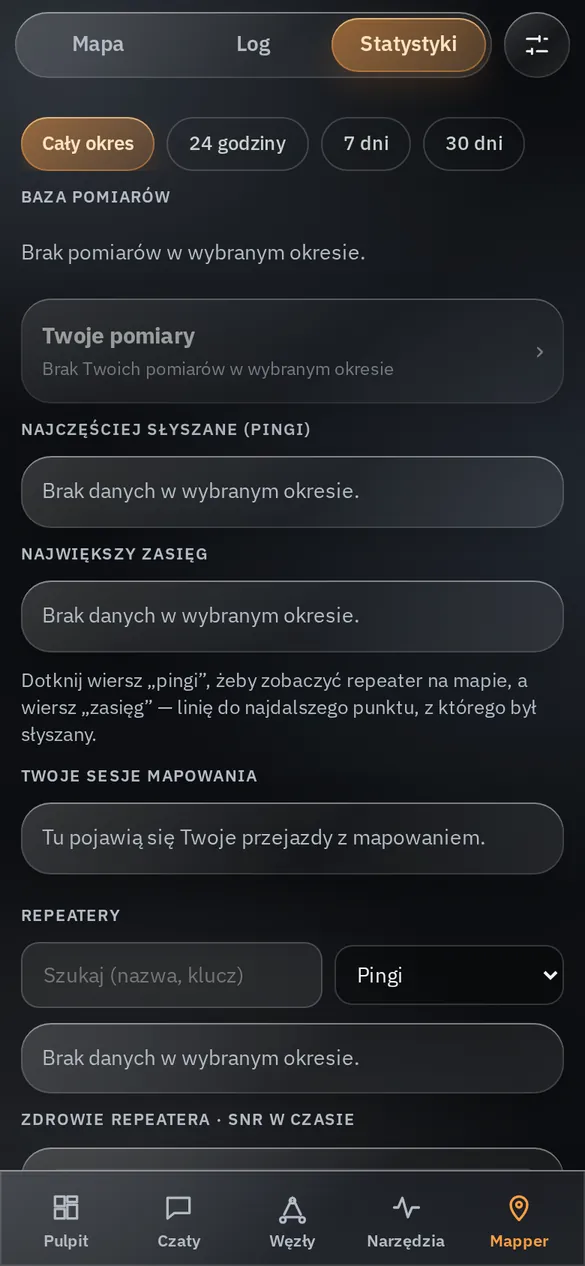 Mapa Log Statystyki
Cały okres 24 godziny 7 dni 30 dni
BAZA POMIARÓW
Brak pomiarów w wybranym okresie.
Twoje pomiary
Brak Twoich pomiarów w wybranym okresie
NAJCZĘŚCIEJ SŁYSZANE (PINGI)
Brak danych w wybranym okresie.
NAJWIĘKSZY ZASIĘG
Brak danych w wybranym okresie.
Dotknij wiersz „pingi”, żeby zobaczyć repeater na mapie, a
wiersz „zasięg” — linię do najdalszego punktu, z którego był
słyszany.
TWOJE SESJE MAPOWANIA
Tu pojawią się Twoje przejazdy z mapowaniem.
REPEATERY
Szukaj (nazwa, klucz) Pingi
Brak danych w wybranym okresie.
ZDROWIE REPEATERA · SNR W CZASIE
Pulpit Czaty Węzły Narzędzia Mapper